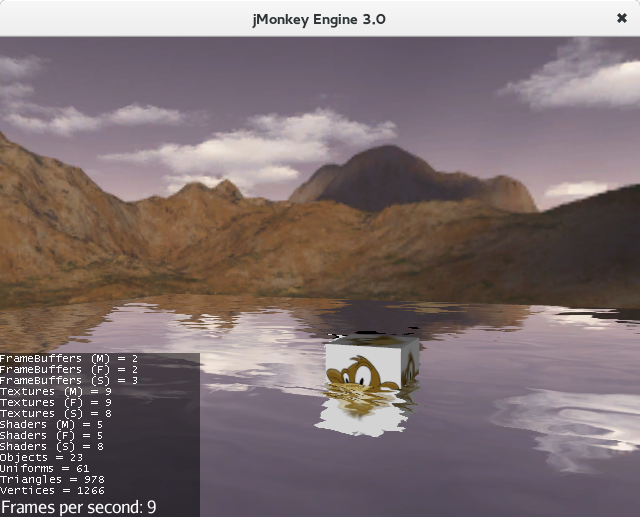 jMonkey Engine 3.0
FrameBuffers (M) = 2
FrameBuffers (F) = 2
FrameBuffers (S) = 3
Textures (M) = 9
Textures (F) = 9
Textures (S) = 8
Shaders (M) = 5
Shaders (F) = 5
Shaders (S) = 8
Objects = 23
Uniforms = 61
Triangles = 978
Vertices = 1266
Frames per second: 9